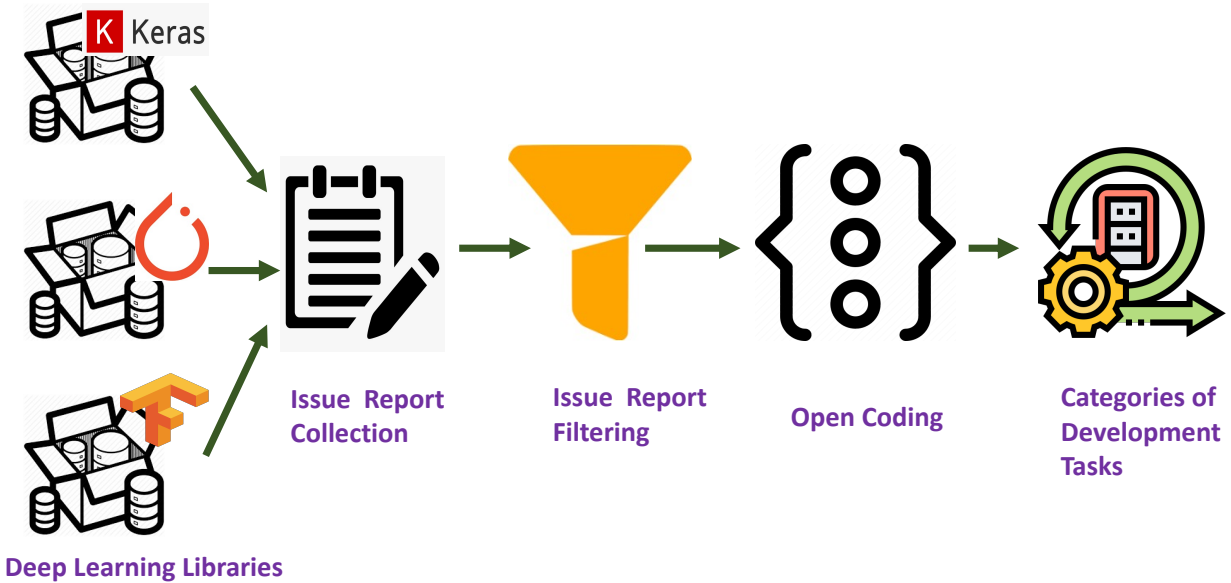 K Keras
Issue Report
Collection
Issue Report
Filtering
Open Coding
Categories of
Development
Tasks
Deep Learning Libraries